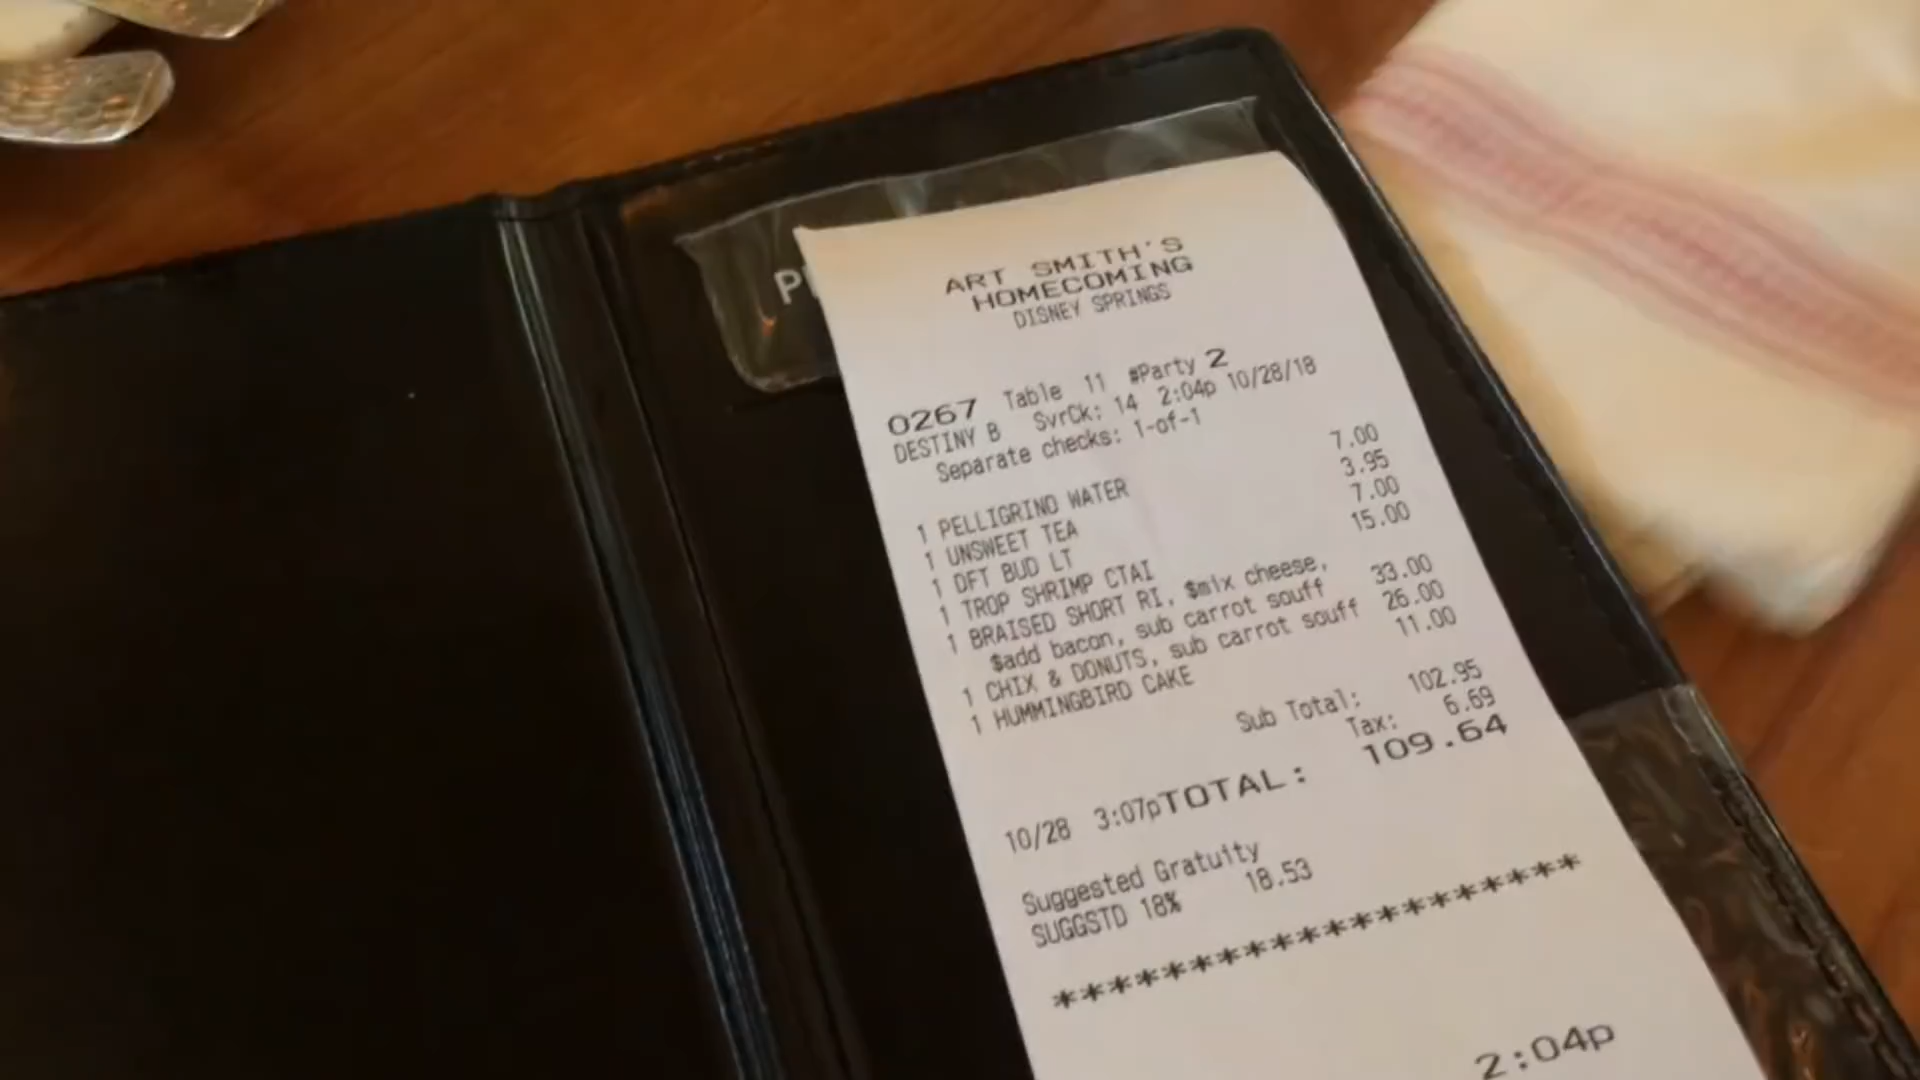 ART SMITH'S
HOMECOMING
DISNEY SPRINGS
0267 Table 11 #Party 2
DESTINY B SvrCk: 14 2:04p 10/28/18
Separate checks: 1-of-1
1 PELLIGRINO WATER 7.00
1 UNSWEET TEA 3.95
1 DFT BUD LT 7.00
1 TROP SHRIMP CTAI 15.00
1 BRAISED SHORT RI, $mix cheese,
$add bacon, sub carrot souff 33.00
1 CHIX & DONUTS, sub carrot souff 26.00
1 HUMMINGBIRD CAKE 11.00
Sub Total: 102.95
Tax: 6.69
10/28 3:07pTOTAL: 109.64
Suggested Gratuity
SUGGSTD 18% 18.53
********************
2:04p